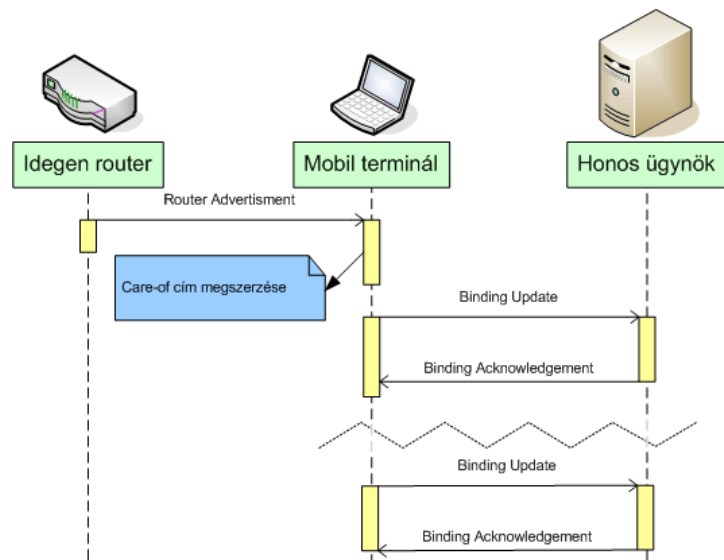 Idegen router
Mobil terminál
Honos ügynök
Router Advertisment
Care-of cím megszerzése
Binding Update
Binding Acknowledgement
Binding Update
Binding Acknowledgement